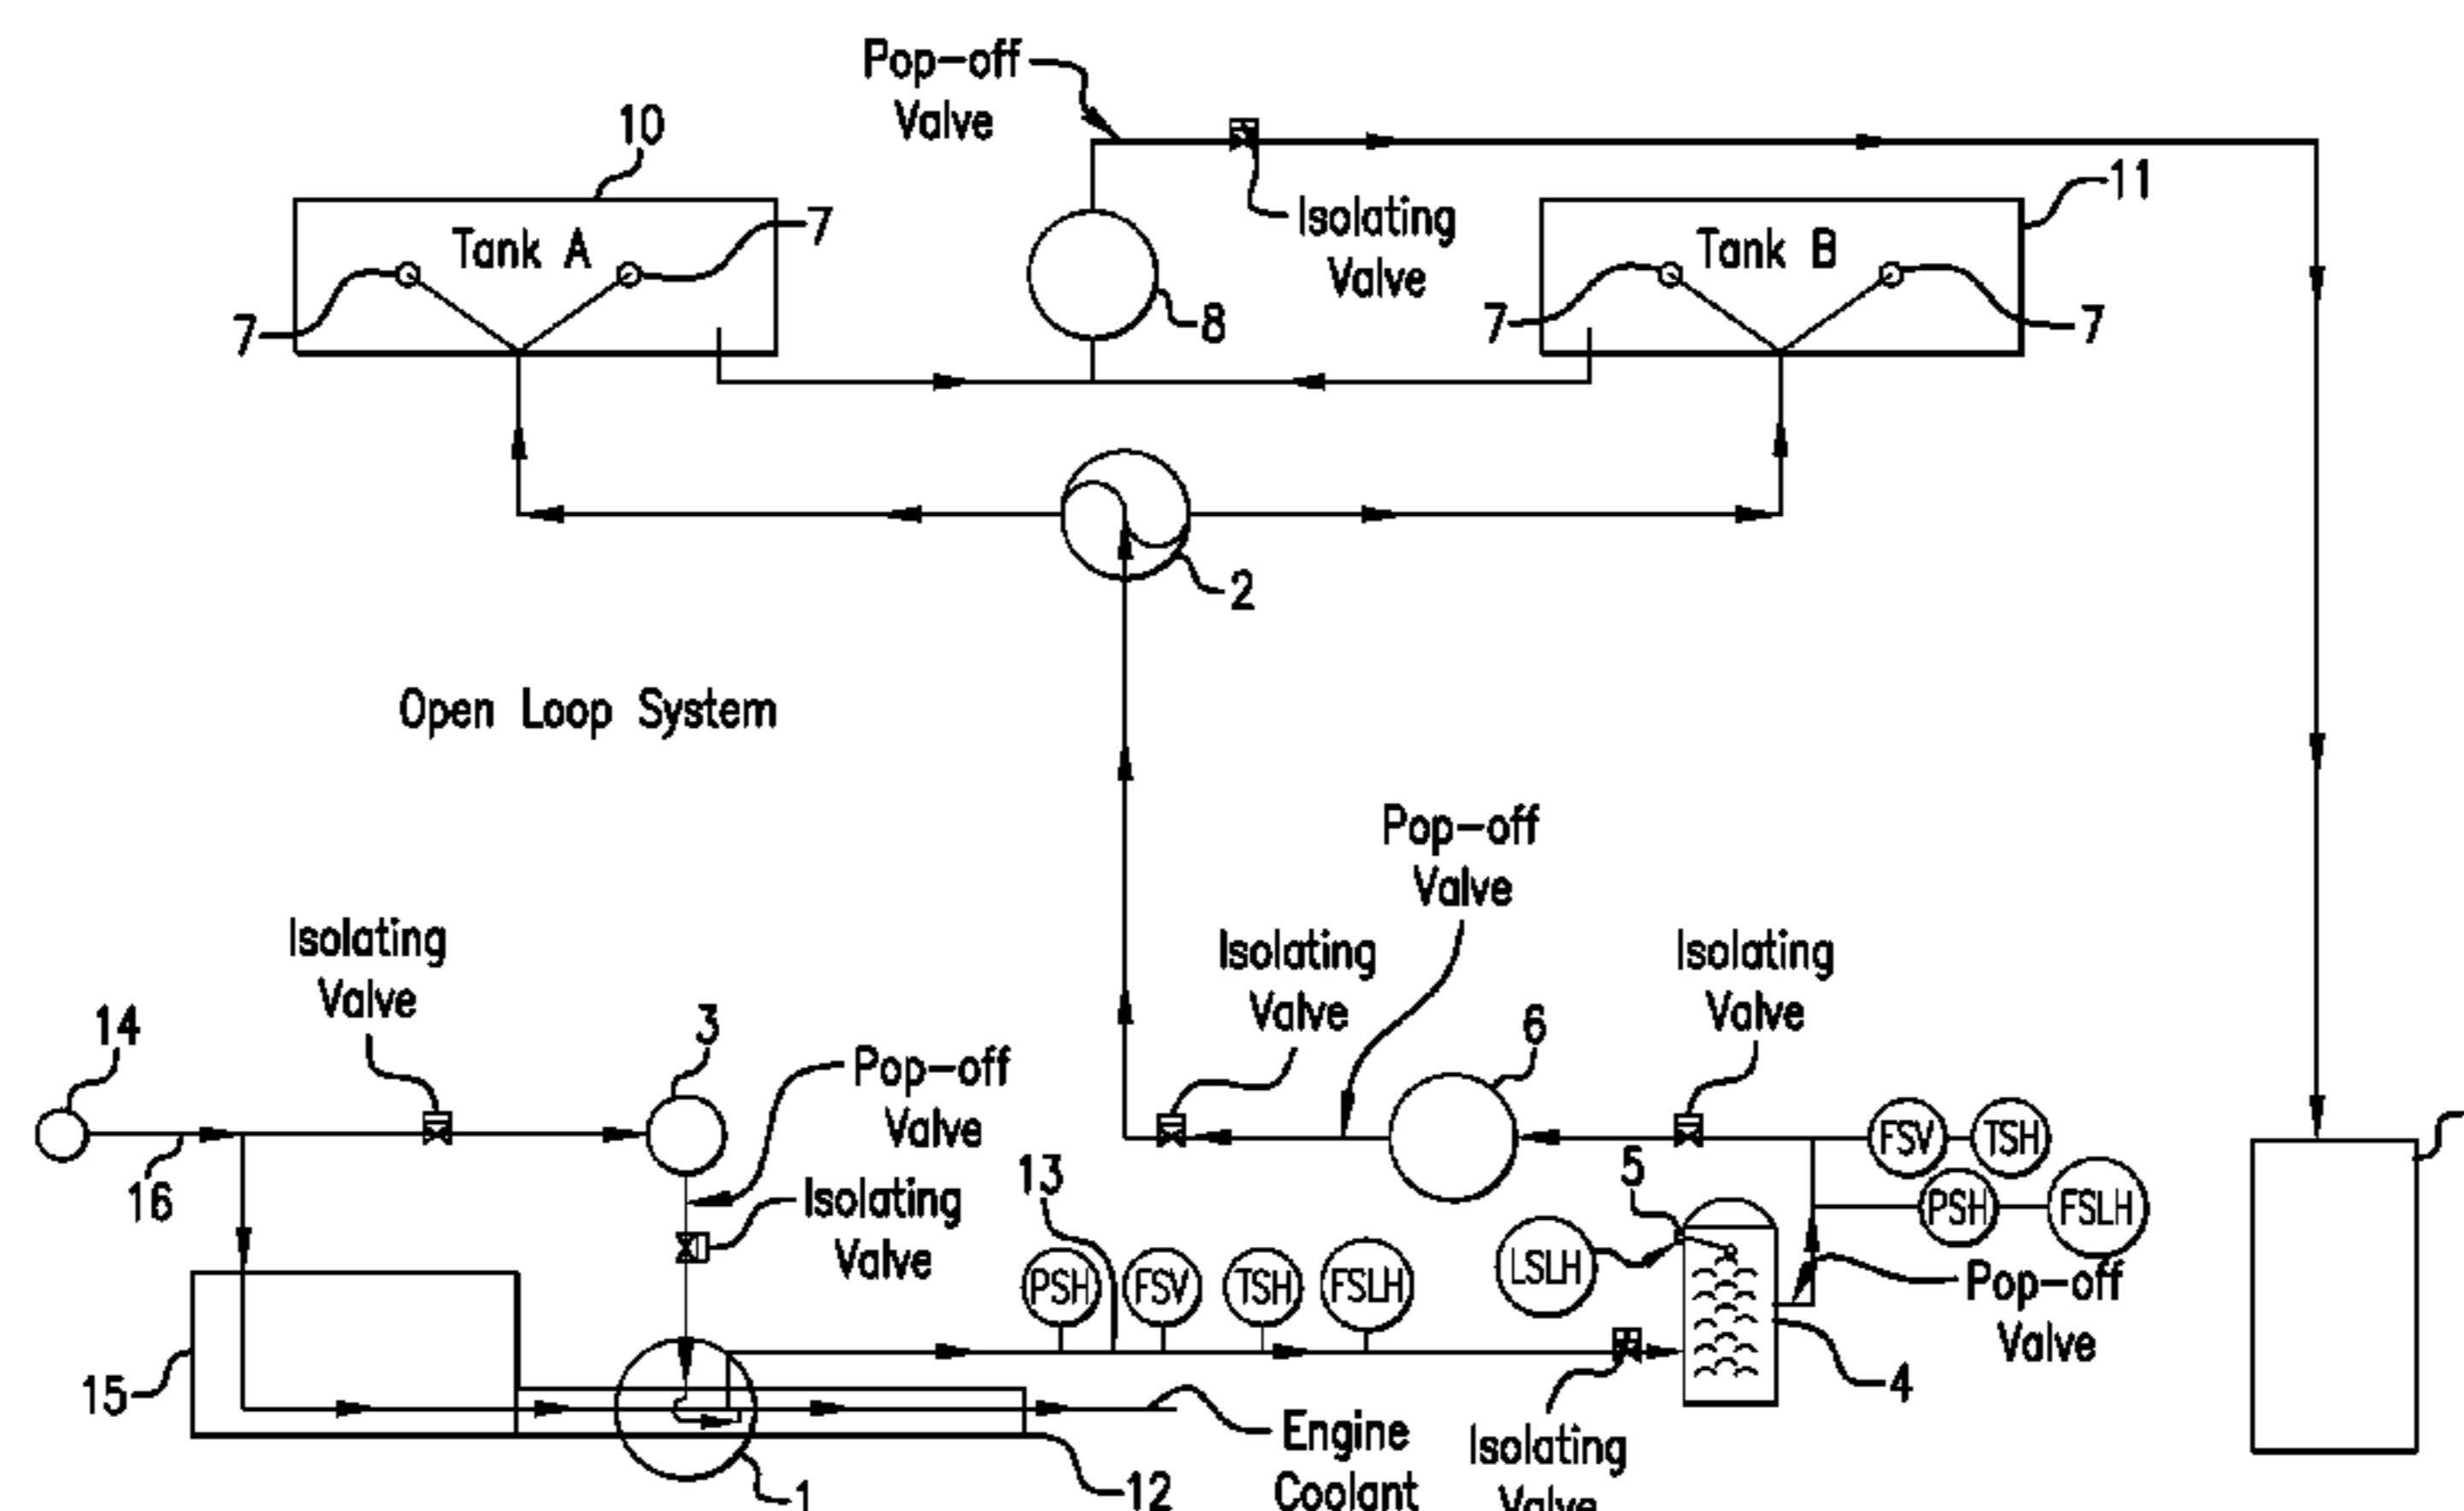 Pop-off
Valve
10
11
Tank A
7
Isolating
Valve
Tank B
7
8
7
7
2
Open Loop System
Pop-off
Valve
Isolating
Valve
Isolating
Valve
Isolating
Valve
14
3
6
Pop-off
Valve
FSV
TSH
16
13
5
Isolating
Valve
PSH
FSLH
PSH
FSV
TSH
FSLH
LSLH
Pop-off
Valve
15
4
Engine
Coolant
Isolating
Valve
1
12